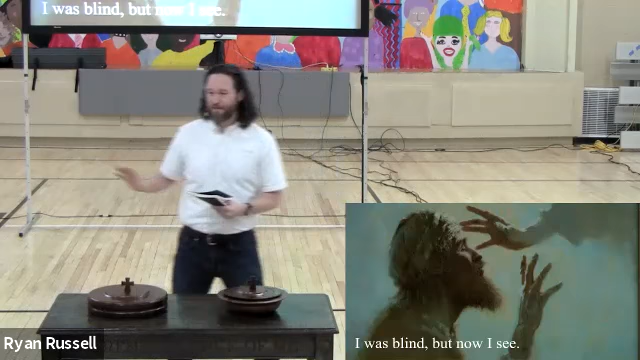 I was blind, but now I see.
I was blind, but now I see.
Ryan Russell